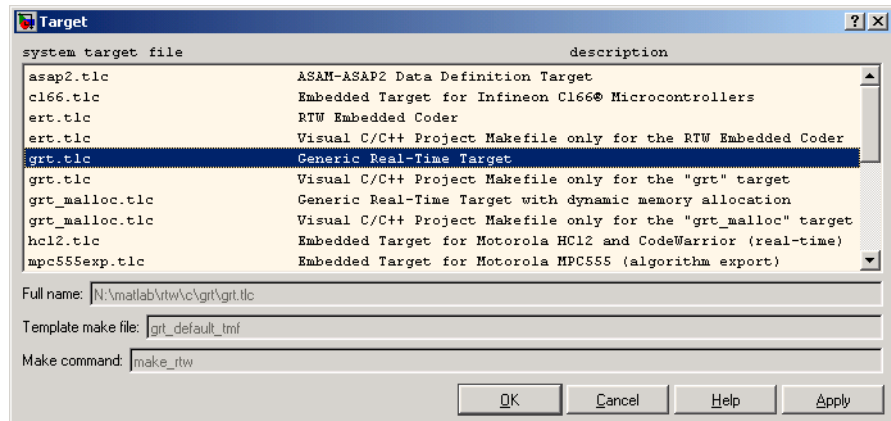 Target
system target file description
asap2.tlc ASAM-ASAP2 Data Definition Target
c166.tlc Embedded Target for Infineon C166® Microcontrollers
ert.tlc RTW Embedded Coder
ert.tlc Visual C/C++ Project Makefile only for the RTW Embedded Coder
grt.tlc Generic Real-Time Target
grt.tlc Visual C/C++ Project Makefile only for the "grt" target
grt_malloc.tlc Generic Real-Time Target with dynamic memory allocation
grt_malloc.tlc Visual C/C++ Project Makefile only for the "grt_malloc" target
hc12.tlc Embedded Target for Motorola HC12 and CodeWarrior (real-time)
mpc555exp.tlc Embedded Target for Motorola MPC555 (algorithm export)
Full name: N:\matlab\rtw\c\grt\grt.tlc
Template make file: grt_default_tmf
Make command: make_rtw
OK Cancel Help Apply